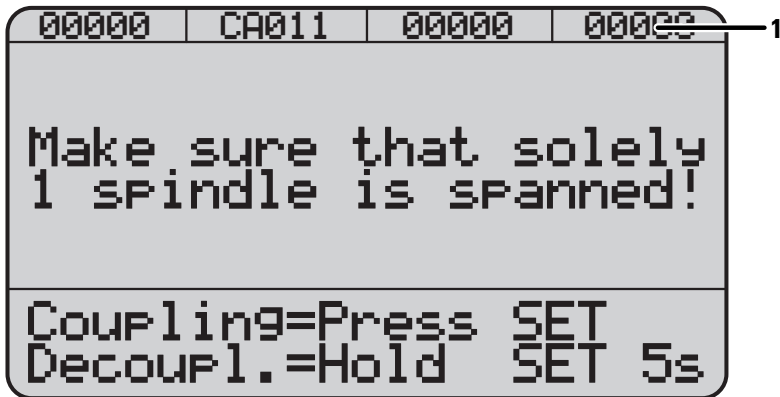 00000 CA011 00000 00000 1
Make sure that solely
1 spindle is spanned!
Coupling=Press SET
Decoupl.=Hold SET 5s